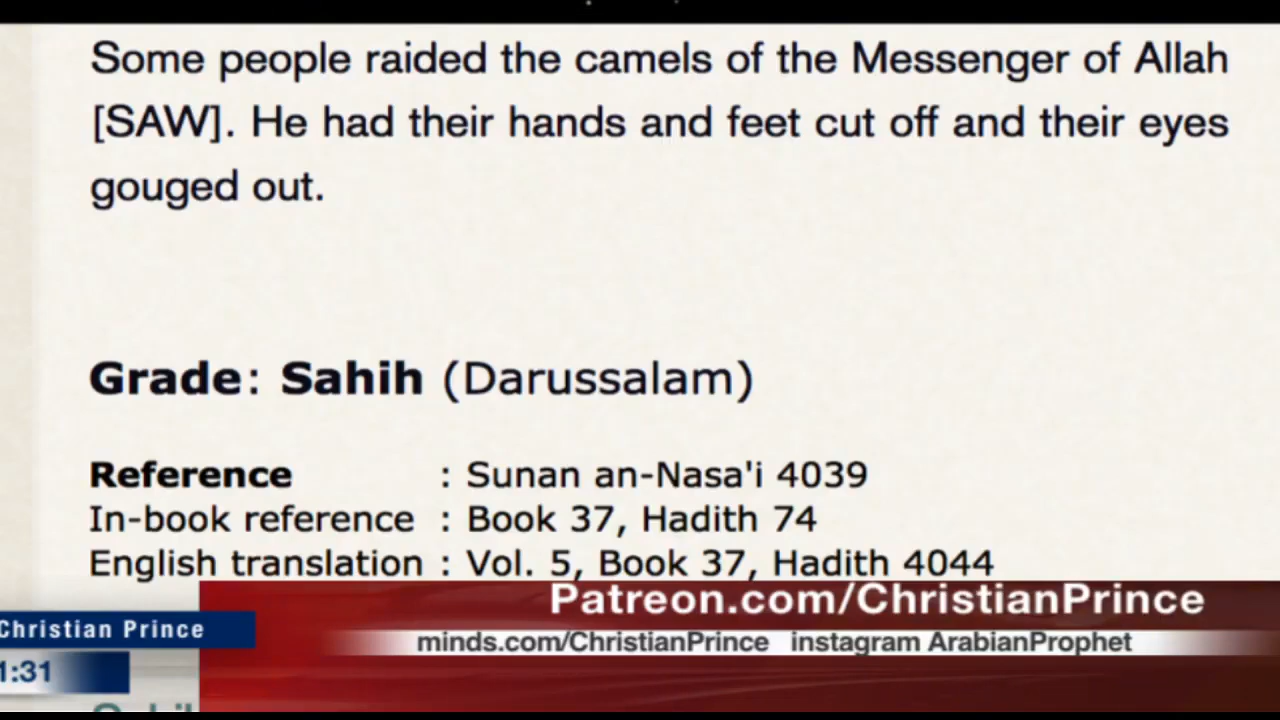 Some people raided the camels of the Messenger of Allah
[SAW]. He had their hands and feet cut off and their eyes
gouged out.
Grade: Sahih (Darussalam)
Reference : Sunan an-Nasa'i 4039
In-book reference : Book 37, Hadith 74
English translation : Vol. 5, Book 37, Hadith 4044
Patreon.com/ChristianPrince
Christian Prince
minds.com/ChristianPrince instagram ArabianProphet
1:31